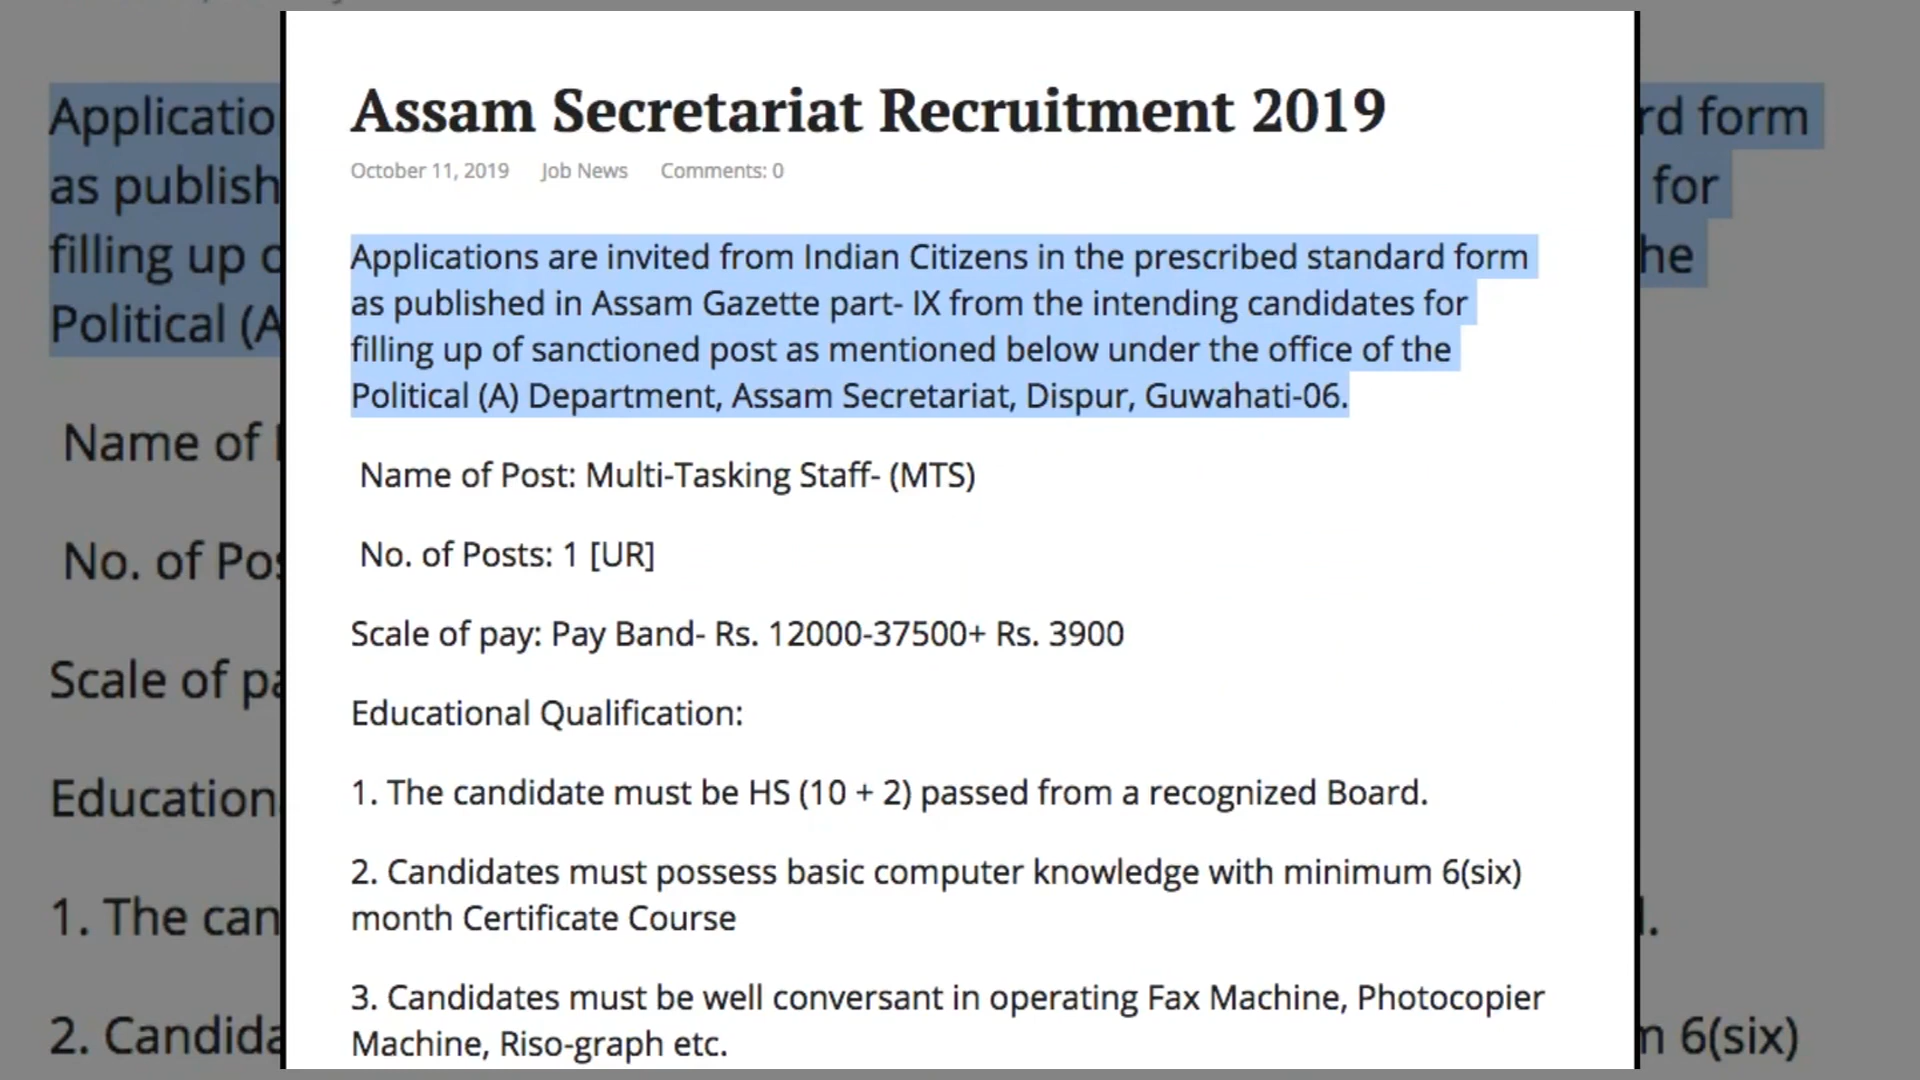 Assam Secretariat Recruitment 2019
October 11, 2019 Job News Comments: 0
Applications are invited from Indian Citizens in the prescribed standard form
as published in Assam Gazette part- IX from the intending candidates for
filling up of sanctioned post as mentioned below under the office of the
Political (A) Department, Assam Secretariat, Dispur, Guwahati-06.
Name of Post: Multi-Tasking Staff- (MTS)
No. of Posts: 1 [UR]
Scale of pay: Pay Band- Rs. 12000-37500+ Rs. 3900
Educational Qualification:
1. The candidate must be HS (10 + 2) passed from a recognized Board.
2. Candidates must possess basic computer knowledge with minimum 6(six)
month Certificate Course
3. Candidates must be well conversant in operating Fax Machine, Photocopier
Machine, Riso-graph etc.